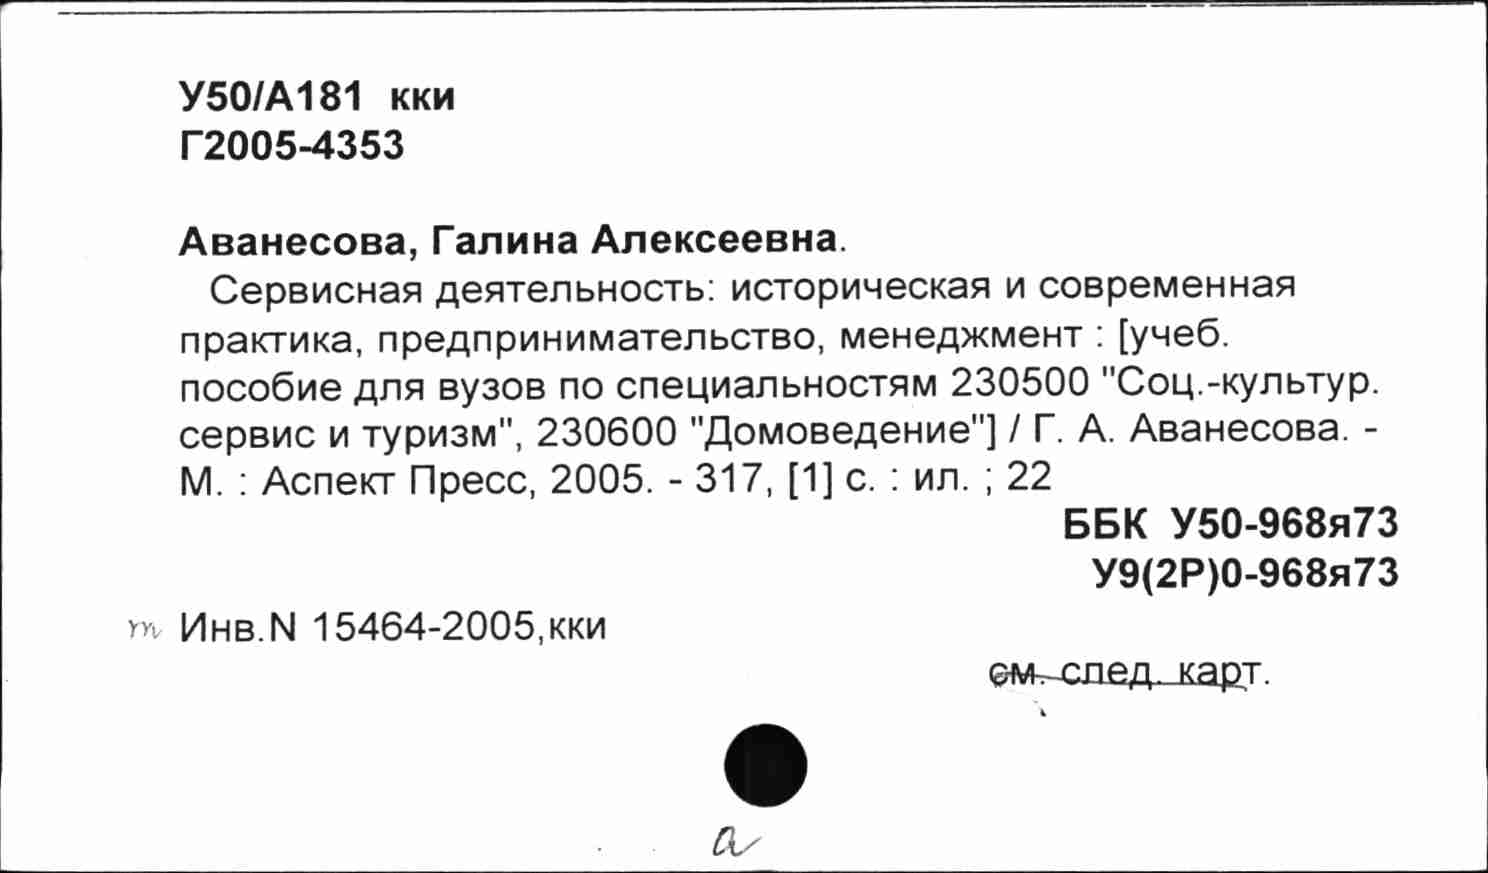 У50/А181 кки
Г2005-4353
Аванесова, Галина Алексеевна.
Сервисная деятельность: историческая и современная
практика, предпринимательство, менеджмент : [учеб.
пособие для вузов по специальностям 230500 "Соц.-культур.
сервис и туризм", 230600 "Домоведение"] / Г. А. Аванесова. -
М. : Аспект Пресс, 2005. - 317, [1] с. : ил. ; 22
ББК У50-968я73
У9(2Р)0-968я73
т Инв.N 15464-2005,кки
см. след. карт.
а